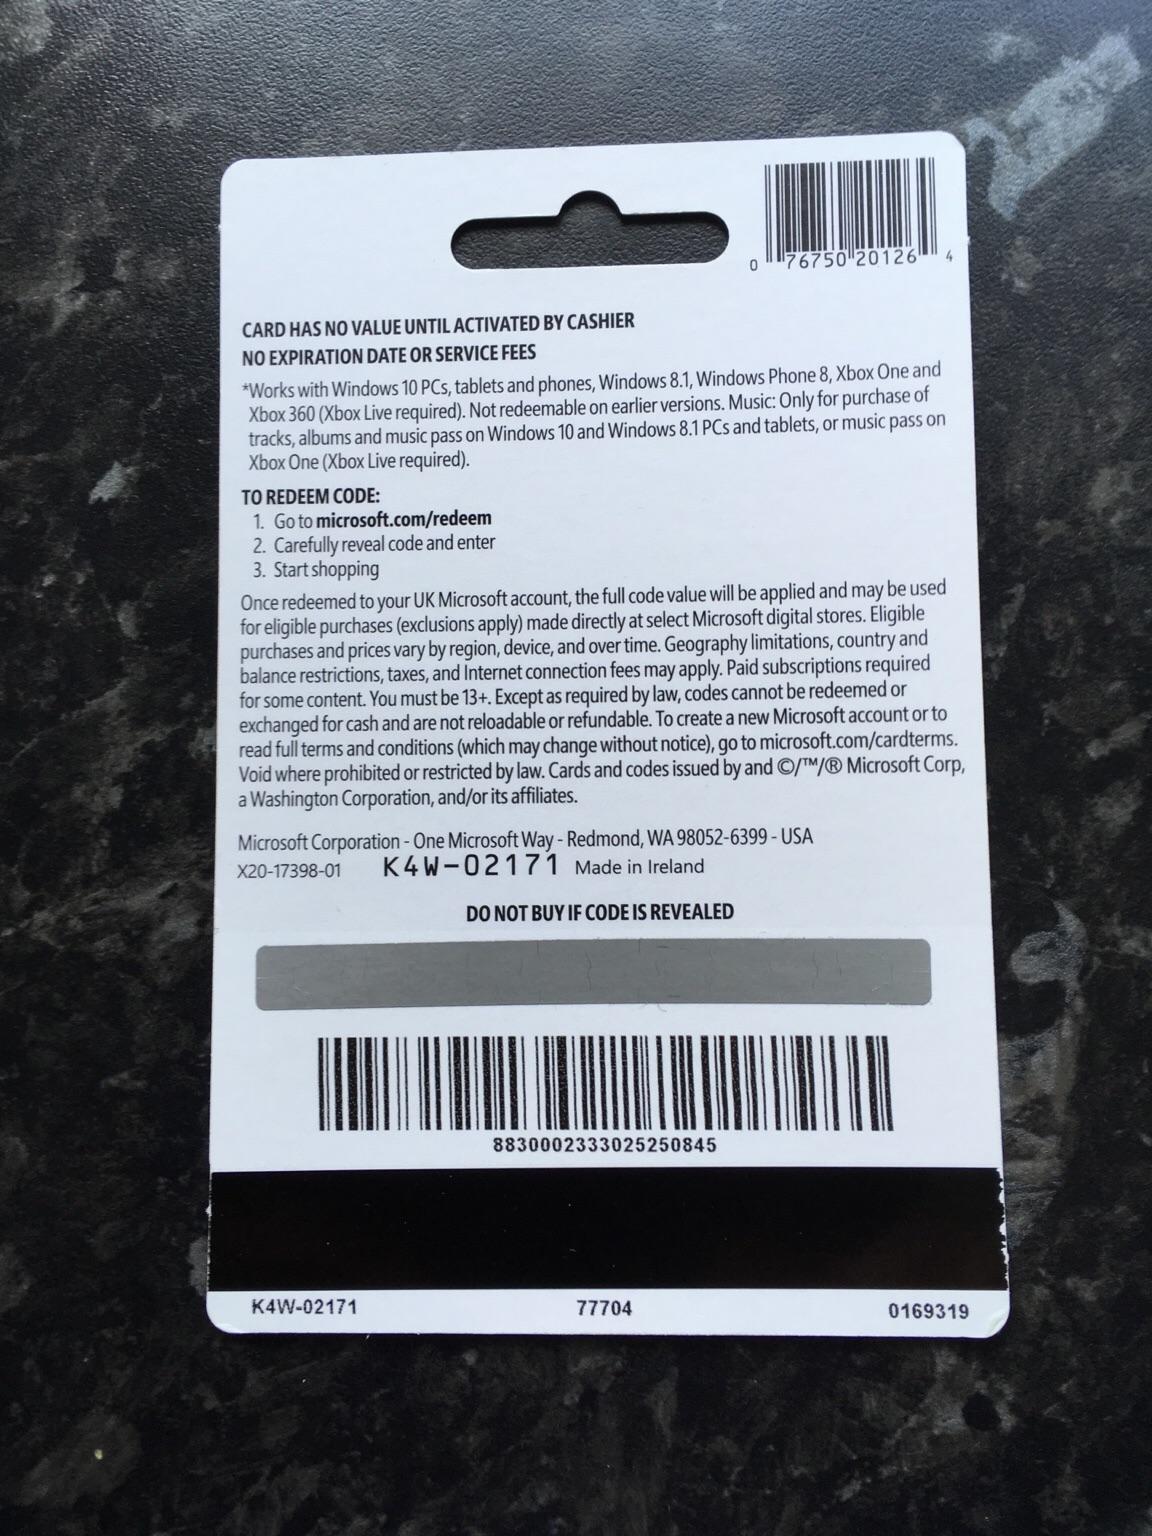 0 76750 20126 4
CARD HAS NO VALUE UNTIL ACTIVATED BY CASHIER
NO EXPIRATION DATE OR SERVICE FEES
*Works with Windows 10 PCs, tablets and phones, Windows 8.1, Windows Phone 8, Xbox One and
Xbox 360 (Xbox Live required). Not redeemable on earlier versions. Music: Only for purchase of
tracks, albums and music pass on Windows 10 and Windows 8.1 PCs and tablets, or music pass on
Xbox One (Xbox Live required).
TO REDEEM CODE:
1. Go to microsoft.com/redeem
2. Carefully reveal code and enter
3. Start shopping
Once redeemed to your UK Microsoft account, the full code value will be applied and may be used
for eligible purchases (exclusions apply) made directly at select Microsoft digital stores. Eligible
purchases and prices vary by region, device, and over time. Geography limitations, country and
balance restrictions, taxes, and Internet connection fees may apply. Paid subscriptions required
for some content. You must be 13+. Except as required by law, codes cannot be redeemed or
exchanged for cash and are not reloadable or refundable. To create a new Microsoft account or to
read full terms and conditions (which may change without notice), go to microsoft.com/cardterms.
Void where prohibited or restricted by law. Cards and codes issued by and ©/™/® Microsoft Corp,
a Washington Corporation, and/or its affiliates.
Microsoft Corporation - One Microsoft Way - Redmond, WA 98052-6399 - USA
X20-17398-01 K4W-02171 Made in Ireland
DO NOT BUY IF CODE IS REVEALED
8830002333025250845
K4W-02171 77704 0169319